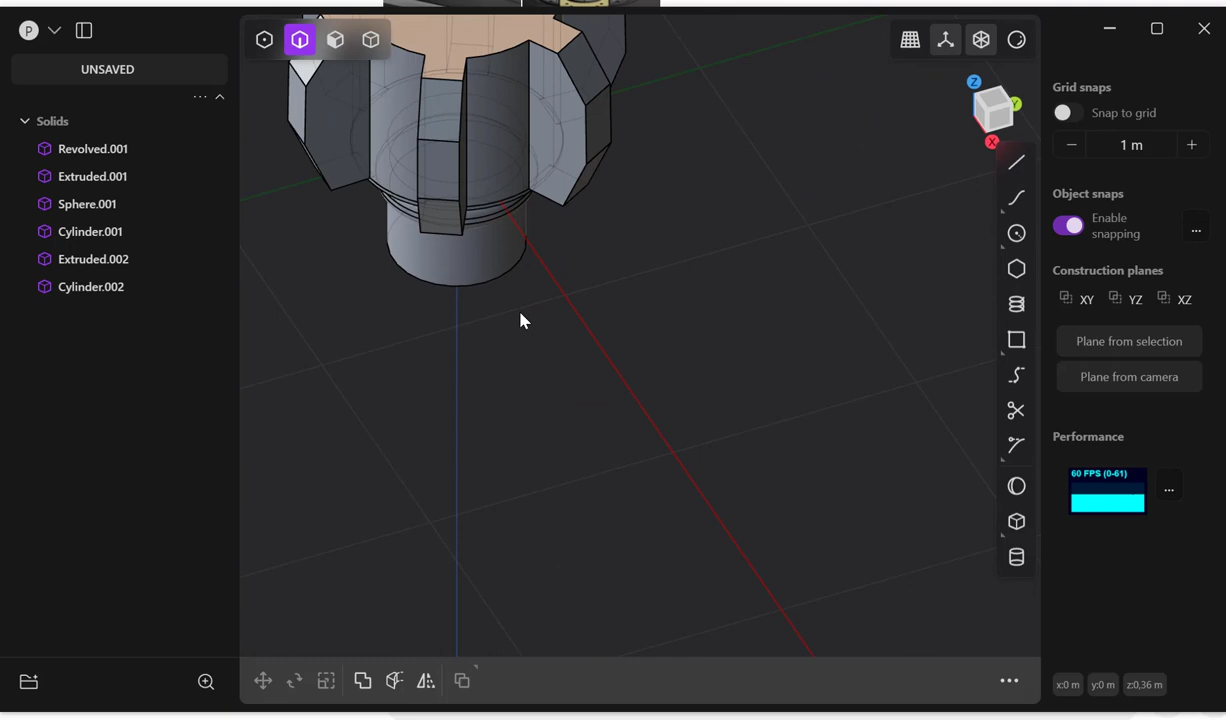 P
UNSAVED
Grid snaps
Snap to grid
1 m
Solids
Revolved.001
Extruded.001
Sphere.001
Cylinder.001
Extruded.002
Cylinder.002
Z
Y
X
Object snaps
Enable
snapping
...
Construction planes
XY YZ XZ
Plane from selection
Plane from camera
Performance
60 FPS (0-61)
...
x:0 m y:0 m z:0,36 m